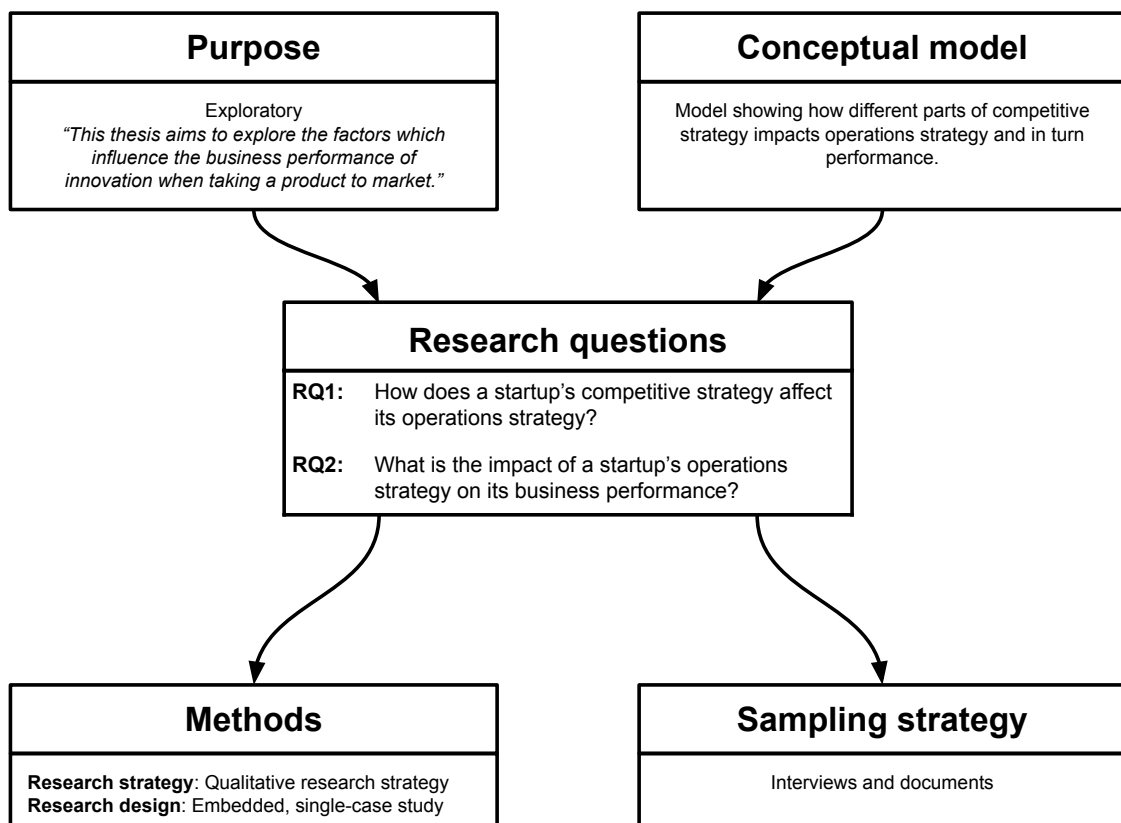 Purpose
Exploratory
“This thesis aims to explore the factors which
influence the business performance of
innovation when taking a product to market.”
Conceptual model
Model showing how different parts of competitive
strategy impacts operations strategy and in turn
performance.
Research questions
RQ1: How does a startup’s competitive strategy affect
its operations strategy?
RQ2: What is the impact of a startup’s operations
strategy on its business performance?
Methods
Research strategy: Qualitative research strategy
Research design: Embedded, single-case study
Sampling strategy
Interviews and documents